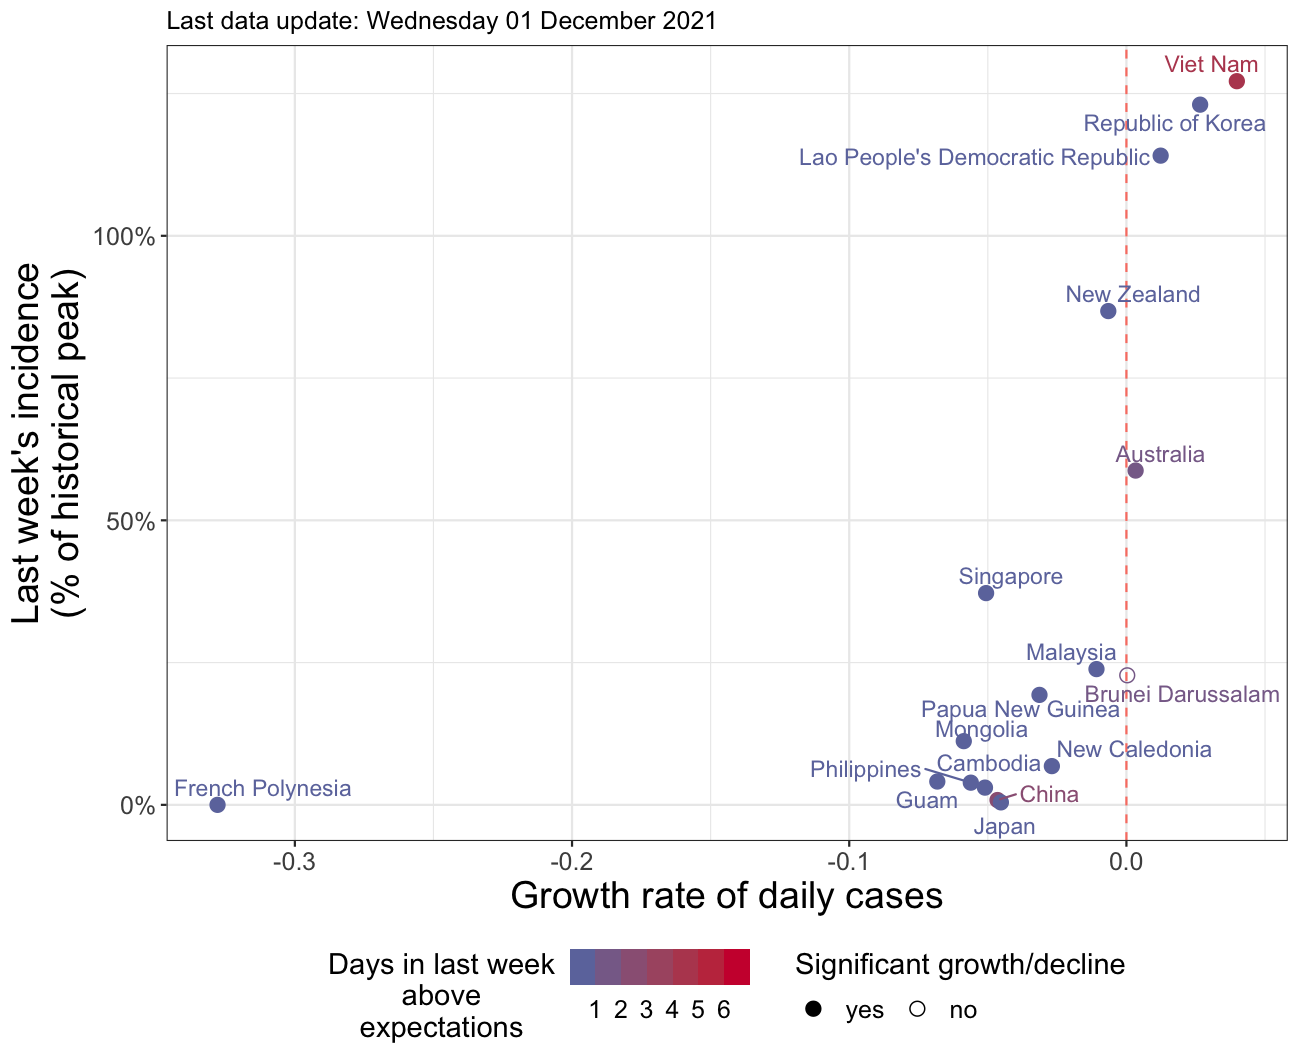 Last data update: Wednesday 01 December 2021
Viet Nam
Republic of Korea
Lao People's Democratic Republic
100%
New Zealand
Australia
50%
Singapore
Malaysia
Brunei Darussalam
Papua New Guinea
Mongolia
New Caledonia
Cambodia
Philippines
French Polynesia
Guam
China
0%
Japan
Last week's incidence
(% of historical peak)
-0.3 -0.2 -0.1 0.0
Growth rate of daily cases
Days in last week
above
expectations
1 2 3 4 5 6
Significant growth/decline
yes no